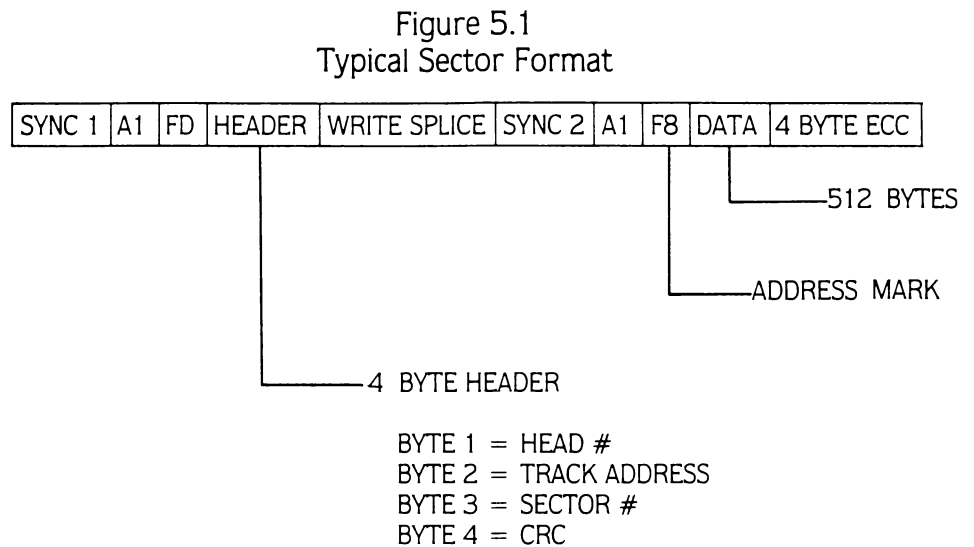 Figure 5.1
Typical Sector Format
SYNC 1 A1 FD HEADER WRITE SPLICE SYNC 2 A1 F8 DATA 4 BYTE ECC
512 BYTES
ADDRESS MARK
4 BYTE HEADER
BYTE 1 = HEAD #
BYTE 2 = TRACK ADDRESS
BYTE 3 = SECTOR #
BYTE 4 = CRC